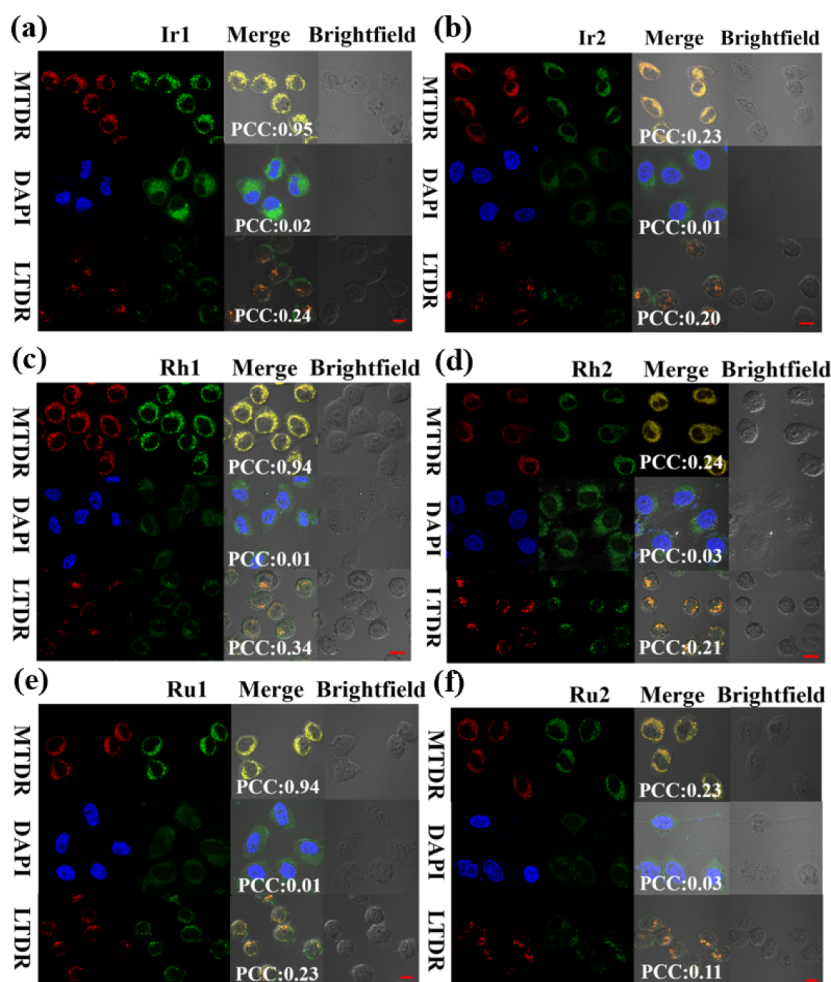 (a)
Ir1 Merge Brightfield
MTDR
PCC:0.95
DAPI
PCC:0.02
LTDR
PCC:0.24
(b)
Ir2 Merge Brightfield
MTDR
PCC:0.23
DAPI
PCC:0.01
LTDR
PCC:0.20
(c)
Rh1 Merge Brightfield
MTDR
PCC:0.94
DAPI
PCC:0.01
LTDR
PCC:0.34
(d)
Rh2 Merge Brightfield
MTDR
PCC:0.24
DAPI
PCC:0.03
LTDR
PCC:0.21
(e)
Ru1 Merge Brightfield
MTDR
PCC:0.94
DAPI
PCC:0.01
LTDR
PCC:0.23
(f)
Ru2 Merge Brightfield
MTDR
PCC:0.23
DAPI
PCC:0.03
LTDR
PCC:0.11